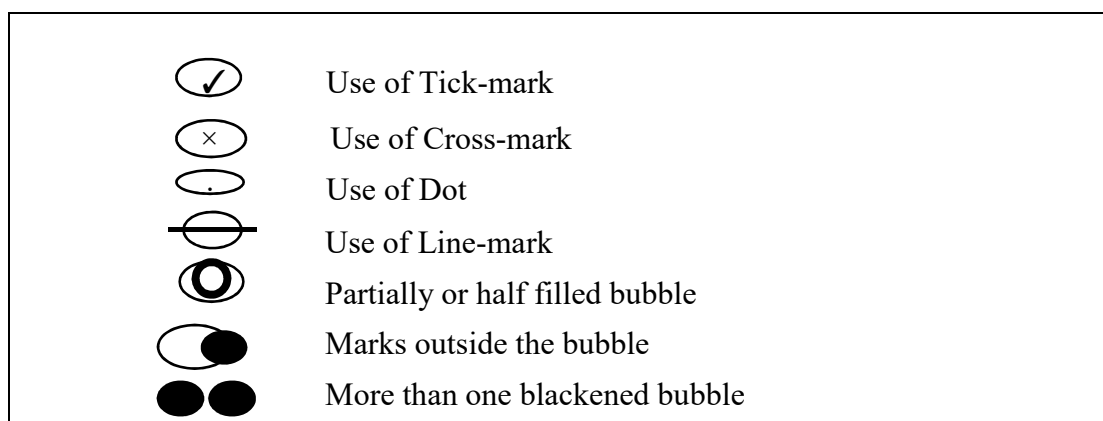 Use of Tick-mark
Use of Cross-mark
Use of Dot
Use of Line-mark
Partially or half filled bubble
Marks outside the bubble
More than one blackened bubble